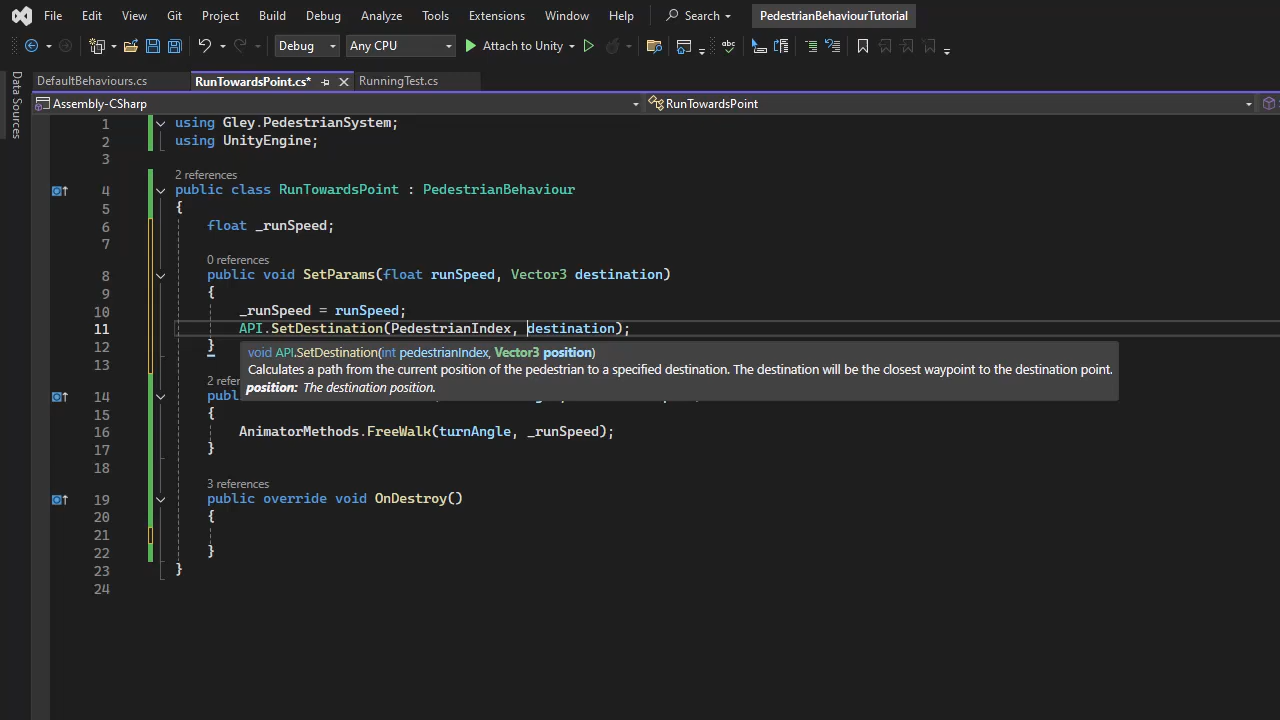 File Edit View Git Project Build Debug Analyze Tools Extensions Window Help Search PedestrianBehaviourTutorial
Debug Any CPU Attach to Unity
Data Sources
DefaultBehaviours.cs RunTowardsPoint.cs* RunningTest.cs
Assembly-CSharp RunTowardsPoint
1 using Gley.PedestrianSystem;
2 using UnityEngine;
3
2 references
4 public class RunTowardsPoint : PedestrianBehaviour
5 {
6 float _runSpeed;
7
0 references
8 public void SetParams(float runSpeed, Vector3 destination)
9 {
10 _runSpeed = runSpeed;
11 API.SetDestination(PedestrianIndex, destination);
12 }
void API.SetDestination(int pedestrianIndex, Vector3 position)
13
Calculates a path from the current position of the pedestrian to a specified destination. The destination will be the closest waypoint to the destination point.
2 refe
position: The destination position.
14 pub
15 {
16 AnimatorMethods.FreeWalk(turnAngle, _runSpeed);
17 }
18
3 references
19 public override void OnDestroy()
20 {
21
22 }
23 }
24